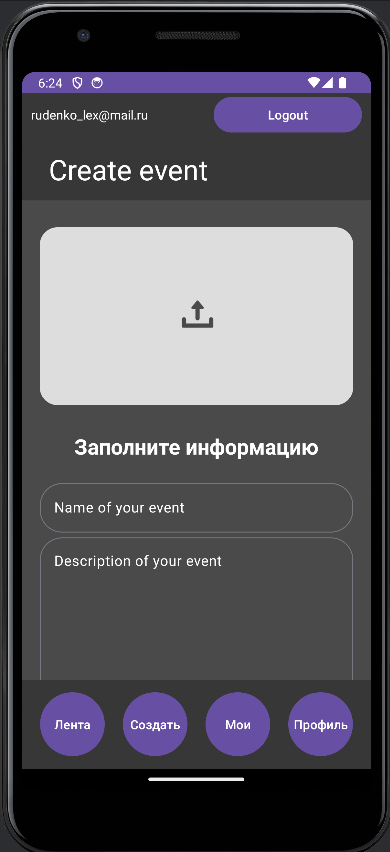 6:24
rudenko_lex@mail.ru
Logout
Create event
Заполните информацию
Name of your event
Description of your event
Лента
Создать
Мои
Профиль